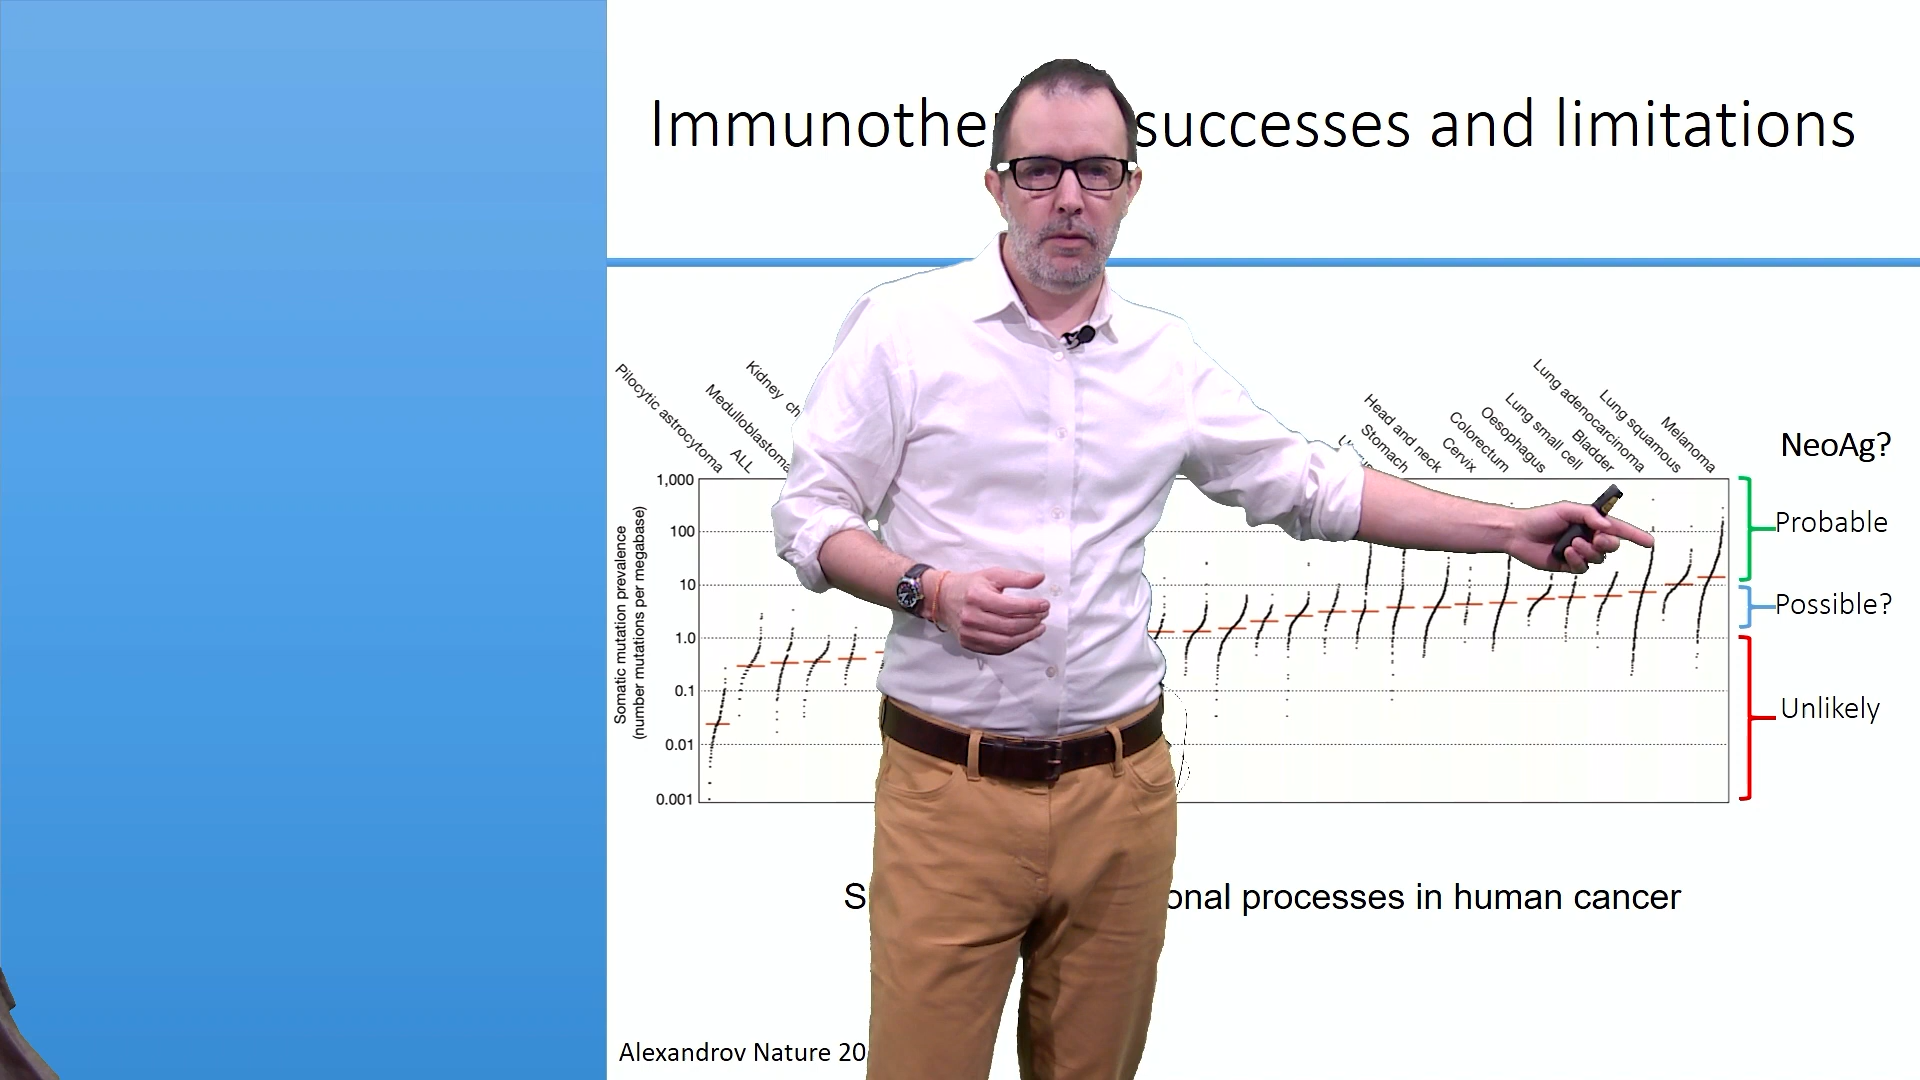 Immunothe successes and limitations
Pilocytic astrocytoma
ALL
Medulloblastoma
Kidney ch
Stomach
Head and neck
Cervix
Colorectum
Oesophagus
Lung small cell
Bladder
Lung adenocarcinoma
Lung squamous
Melanoma
NeoAg?
Somatic mutation prevalence
(number mutations per megabase)
1,000
100
10
1.0
0.1
0.01
0.001
Probable
Possible?
Unlikely
S onal processes in human cancer
Alexandrov Nature 20